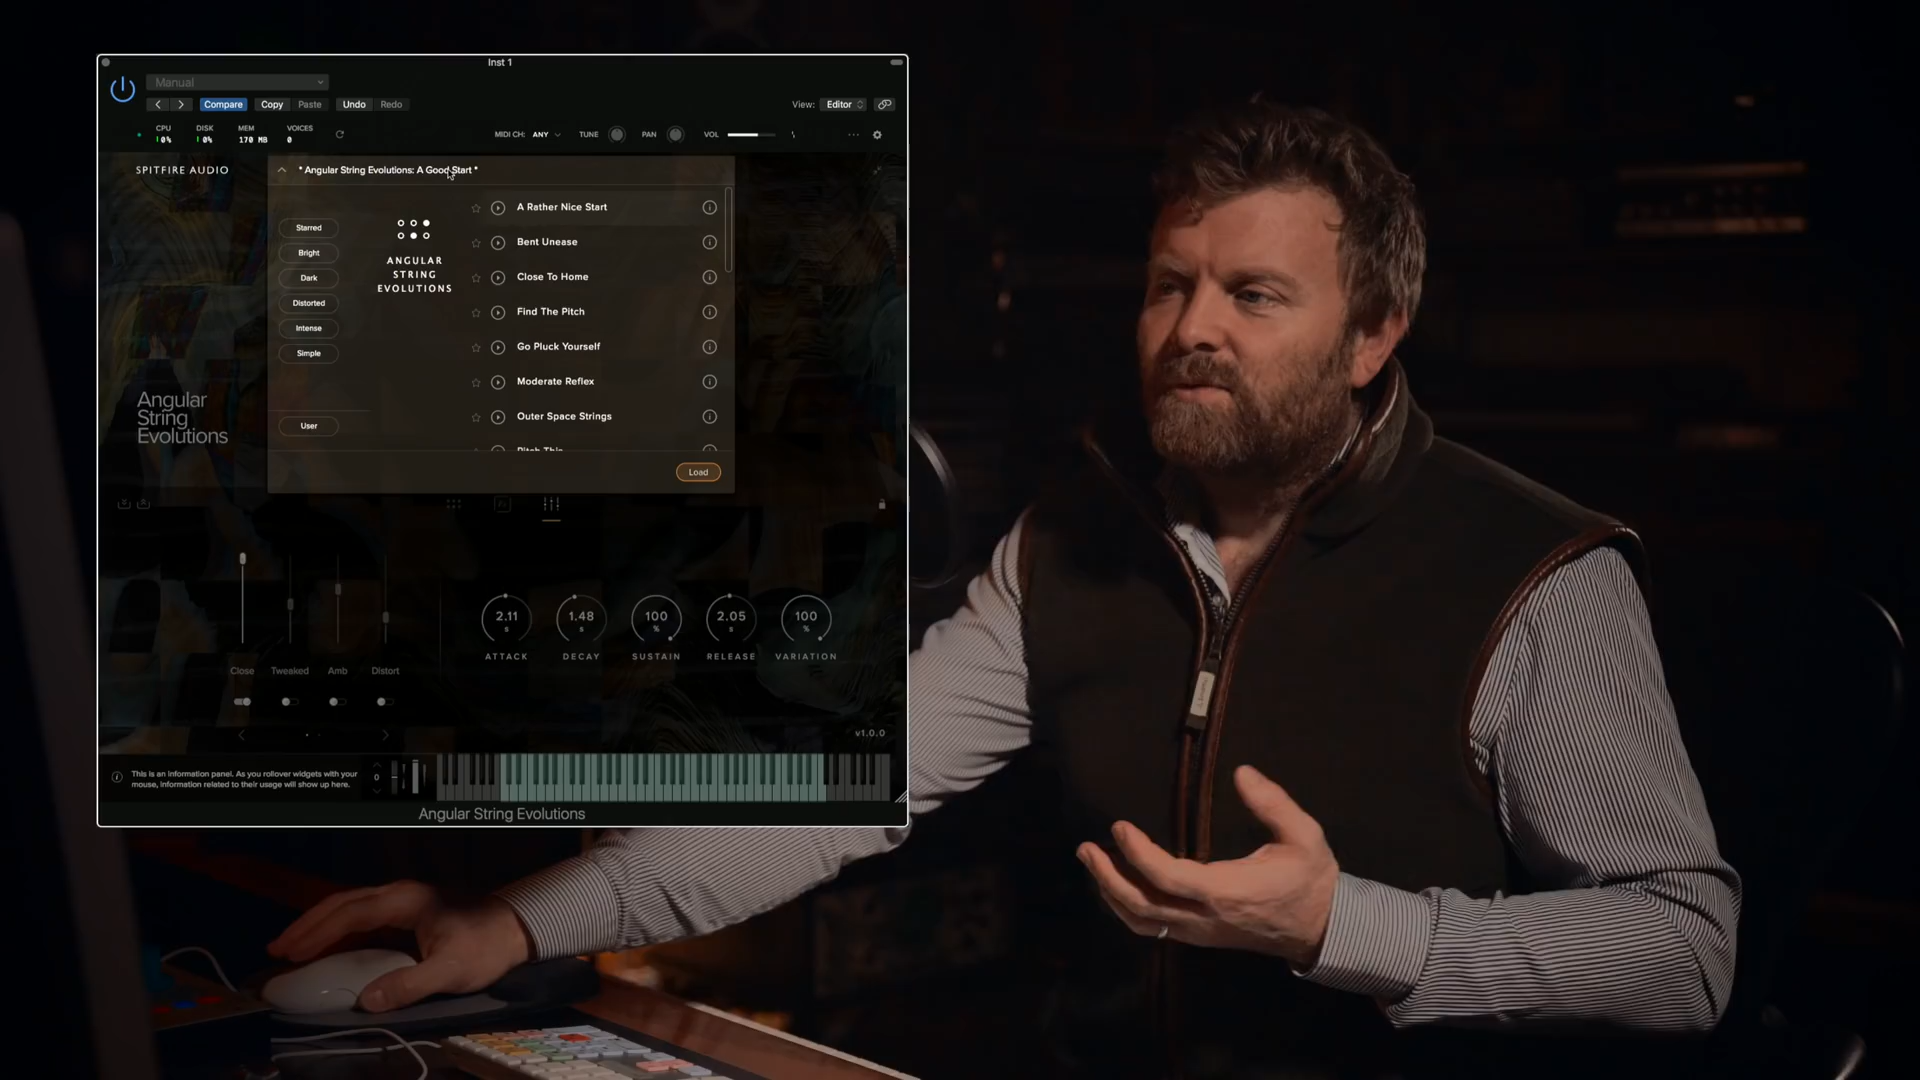 Inst 1
Manual
Compare Copy Paste Undo Redo
View: Editor
CPU DISK MEM VOICES
0% 0% 170 MB 0
MIDI CH: ANY TUNE PAN VOL
SPITFIRE AUDIO
* Angular String Evolutions: A Good Start *
Starred
Bright
Dark
Distorted
Intense
Simple
User
ANGULAR
STRING
EVOLUTIONS
A Rather Nice Start
Bent Unease
Close To Home
Find The Pitch
Go Pluck Yourself
Moderate Reflex
Outer Space Strings
Load
Angular
String
Evolutions
2.11 s 1.48 s 100 % 2.05 s 100 %
ATTACK DECAY SUSTAIN RELEASE VARIATION
Close Tweaked Amb Distort
v1.0.0
This is an information panel. As you rollover widgets with your
mouse, information related to their usage will show up here.
0
Angular String Evolutions